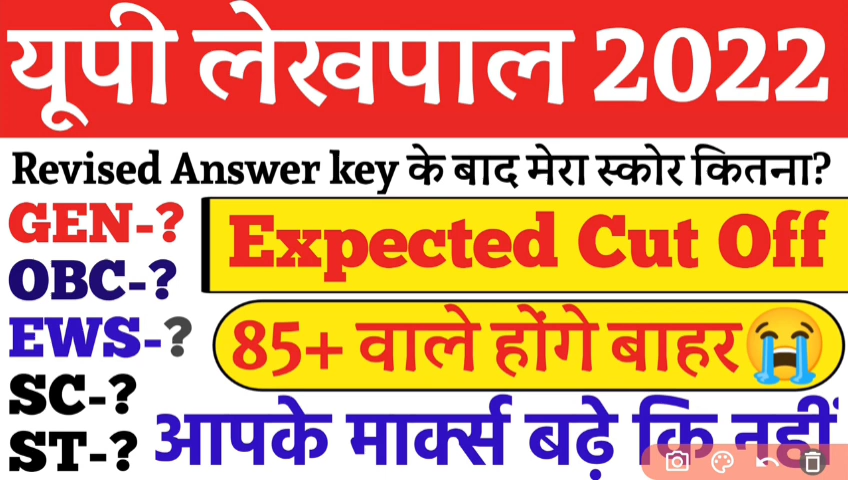 यूपी लेखपाल 2022
Revised Answer key के बाद मेरा स्कोर कितना?
GEN-?
Expected Cut Off
OBC-?
EWS-?
85+ वाले होंगे बाहर
SC-?
ST-?
आपके मार्क्स बढ़े कि नहीं